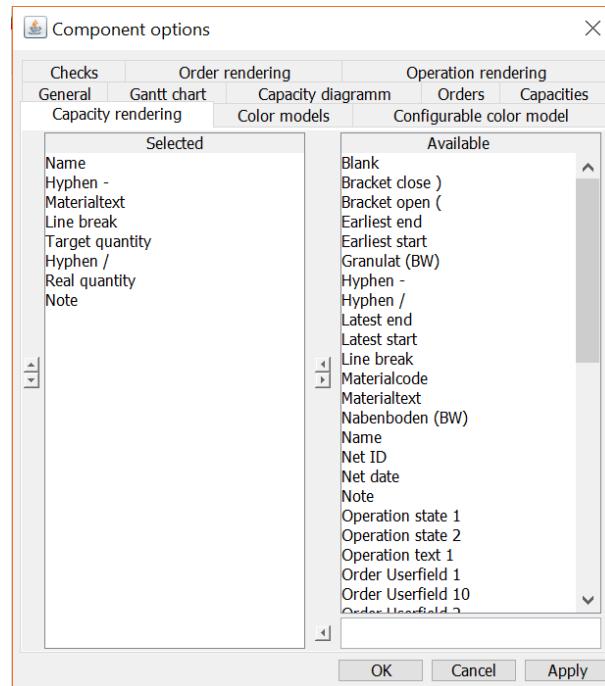 Component options
Checks Order rendering Operation rendering
General Gantt chart Capacity diagramm Orders Capacities
Capacity rendering Color models Configurable color model
Selected
Name
Hyphen -
Materialtext
Line break
Target quantity
Hyphen /
Real quantity
Note
Available
Blank
Bracket close )
Bracket open (
Earliest end
Earliest start
Granulat (BW)
Hyphen -
Hyphen /
Latest end
Latest start
Line break
Materialcode
Materialtext
Nabenboden (BW)
Name
Net ID
Net date
Note
Operation state 1
Operation state 2
Operation text 1
Order Userfield 1
Order Userfield 10
Order Userfield 2
OK Cancel Apply